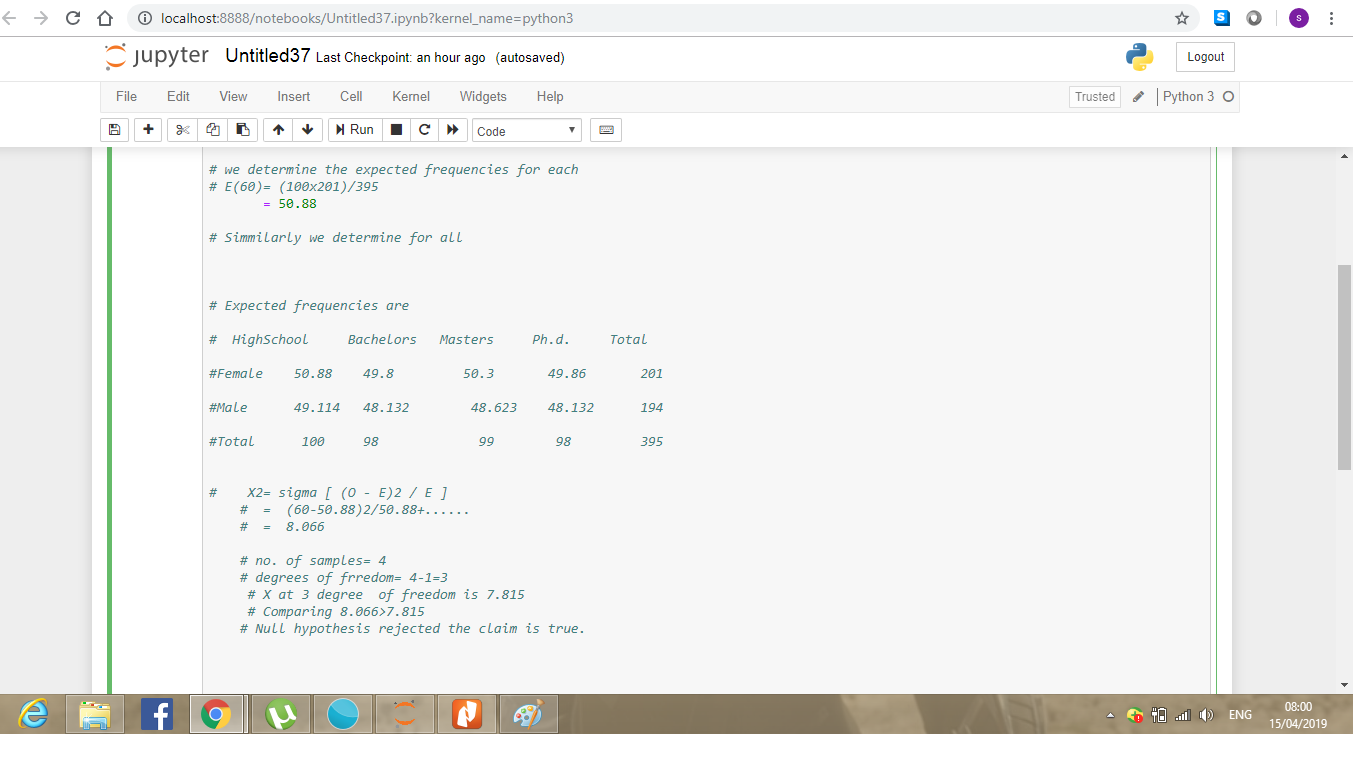 localhost:8888/notebooks/Untitled37.ipynb?kernel_name=python3
S
s
jupyter Untitled37 Last Checkpoint: an hour ago (autosaved)
Logout
File Edit View Insert Cell Kernel Widgets Help
Trusted Python 3
Run Code
# we determine the expected frequencies for each
# E(60)= (100x201)/395
= 50.88
# Simmilarly we determine for all
# Expected frequencies are
# HighSchool Bachelors Masters Ph.d. Total
#Female 50.88 49.8 50.3 49.86 201
#Male 49.114 48.132 48.623 48.132 194
#Total 100 98 99 98 395
# X2= sigma [ (O - E)2 / E ]
# = (60-50.88)2/50.88+......
# = 8.066
# no. of samples= 4
# degrees of frredom= 4-1=3
# X at 3 degree of freedom is 7.815
# Comparing 8.066>7.815
# Null hypothesis rejected the claim is true.
ENG
08:00
15/04/2019